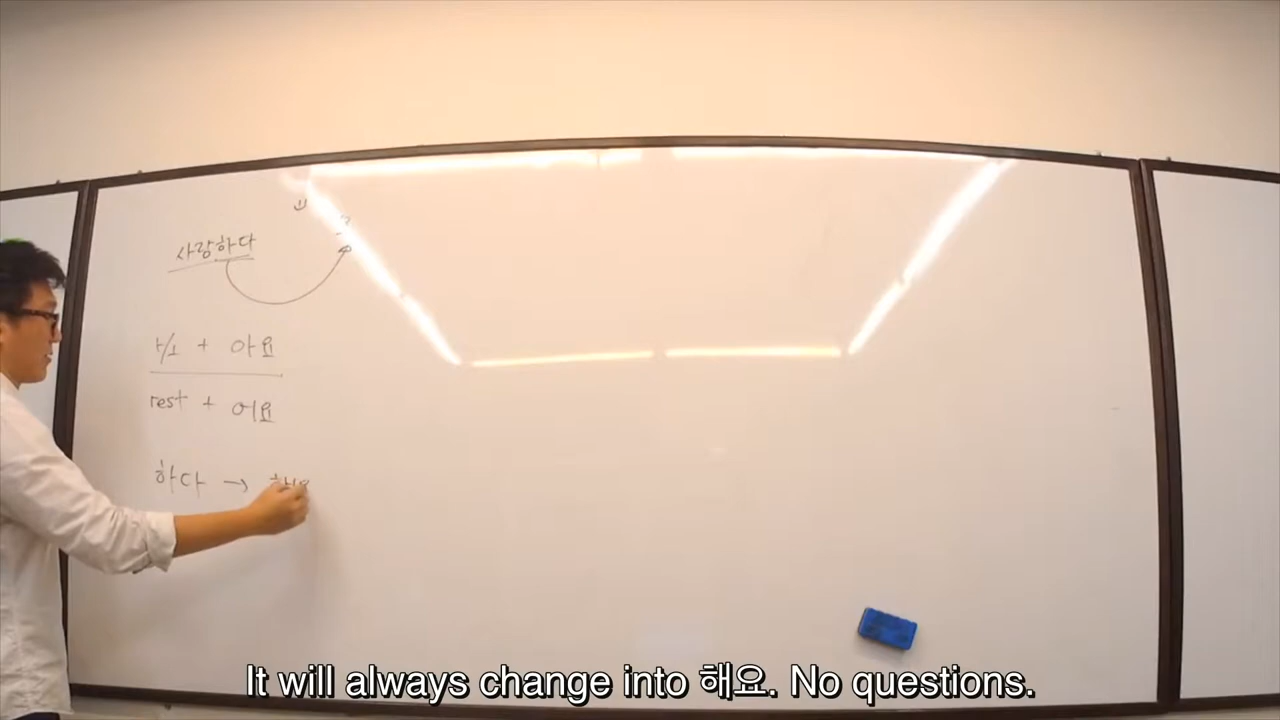 사랑하다
ㅏ/ㅗ + 아요
rest + 어요
하다 → 해요
It will always change into 해요. No questions.